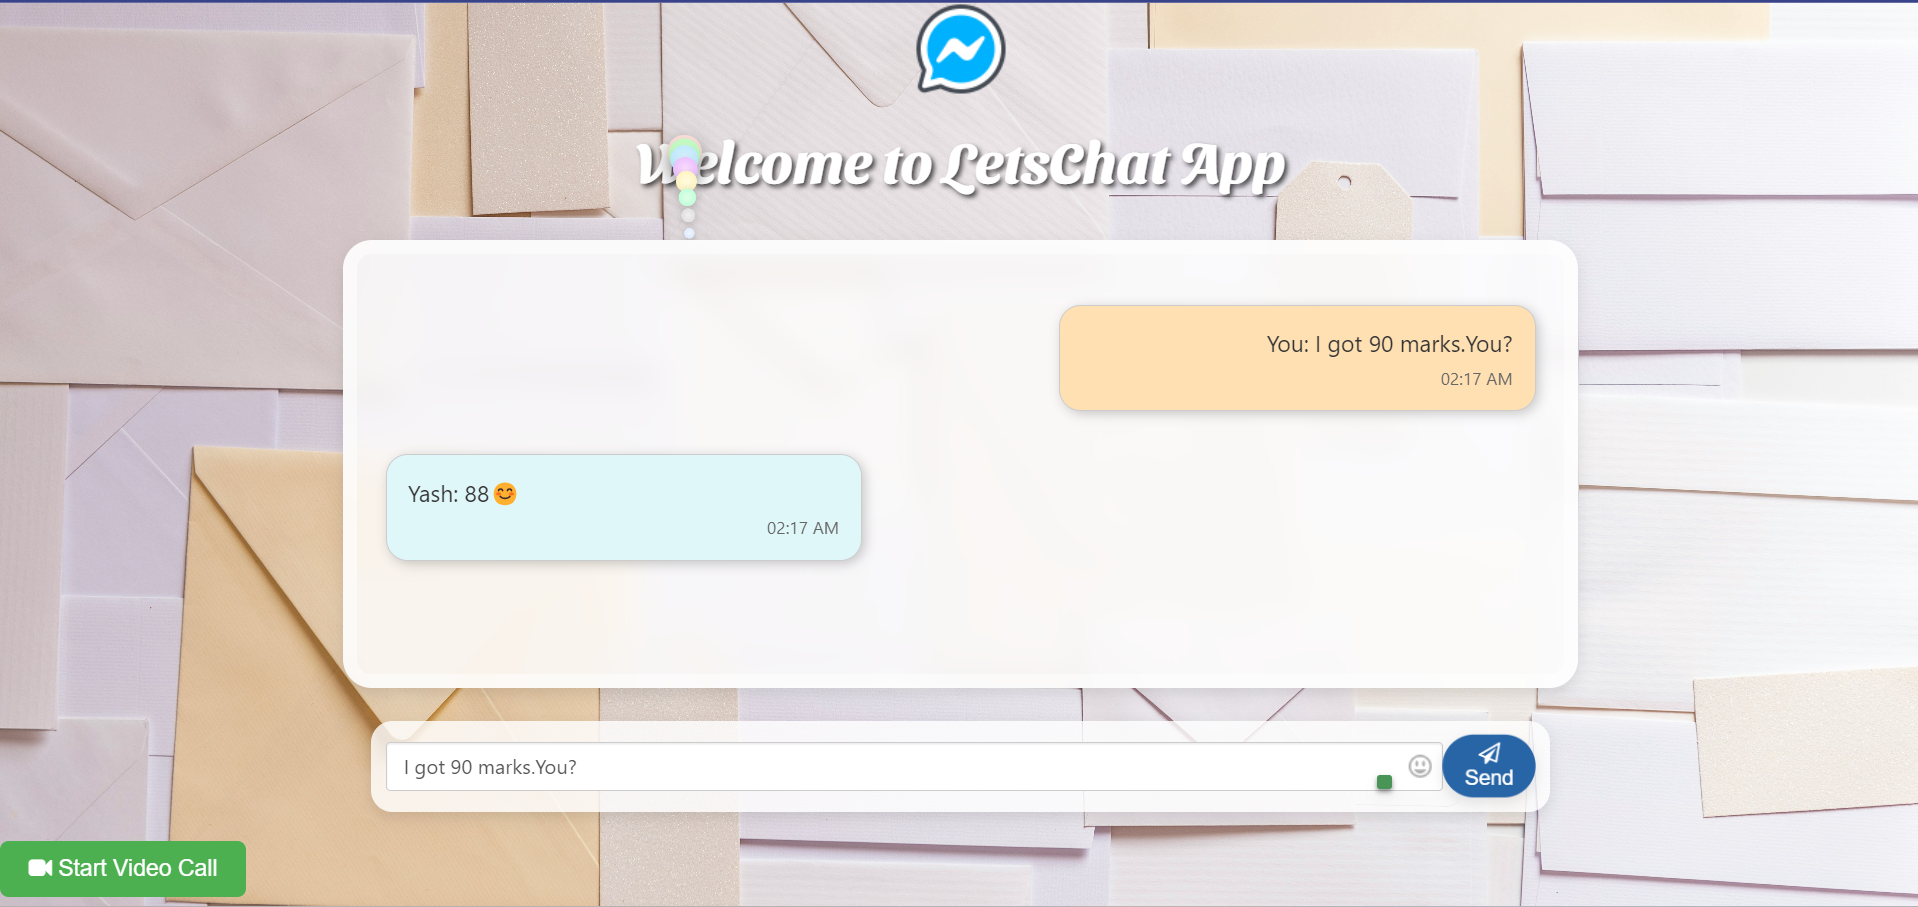 Welcome to LetsChat App
You: I got 90 marks.You?
02:17 AM
Yash: 88😊
02:17 AM
I got 90 marks.You?
Send
Start Video Call